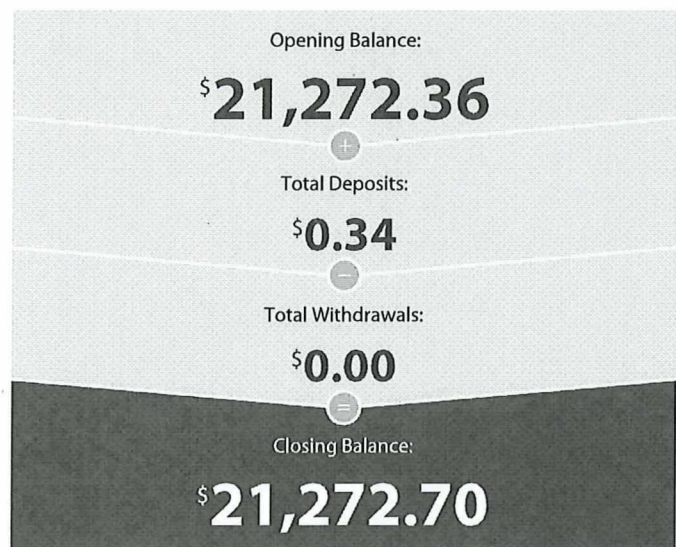 Opening Balance:
$21,272.36
+
Total Deposits:
$0.34
−
Total Withdrawals:
$0.00
=
Closing Balance:
$21,272.70